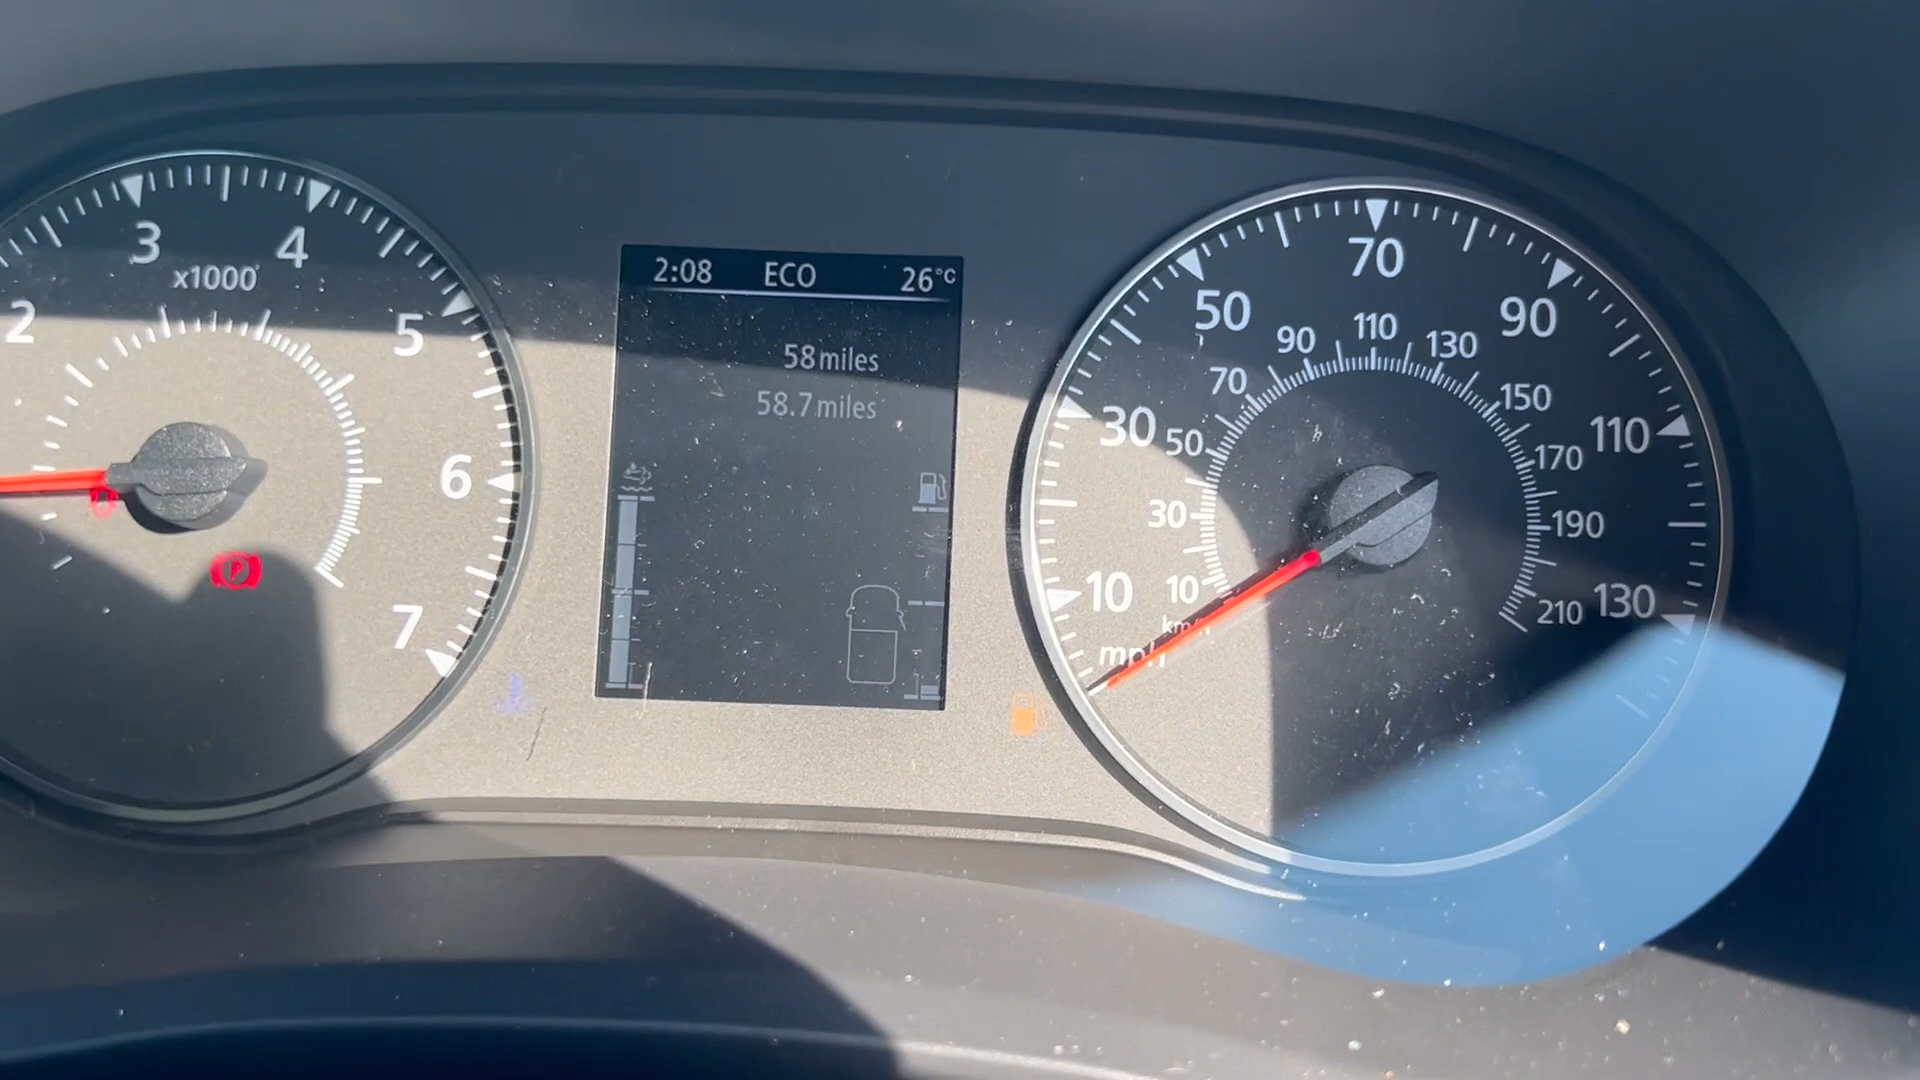 2 3 4 5 6 7
x1000
P
2:08 ECO 26°C
58 miles
58.7 miles
10 30 50 70 90 110 130
10 30 50 70 90 110 130 150 170 190 210
km/h
mph